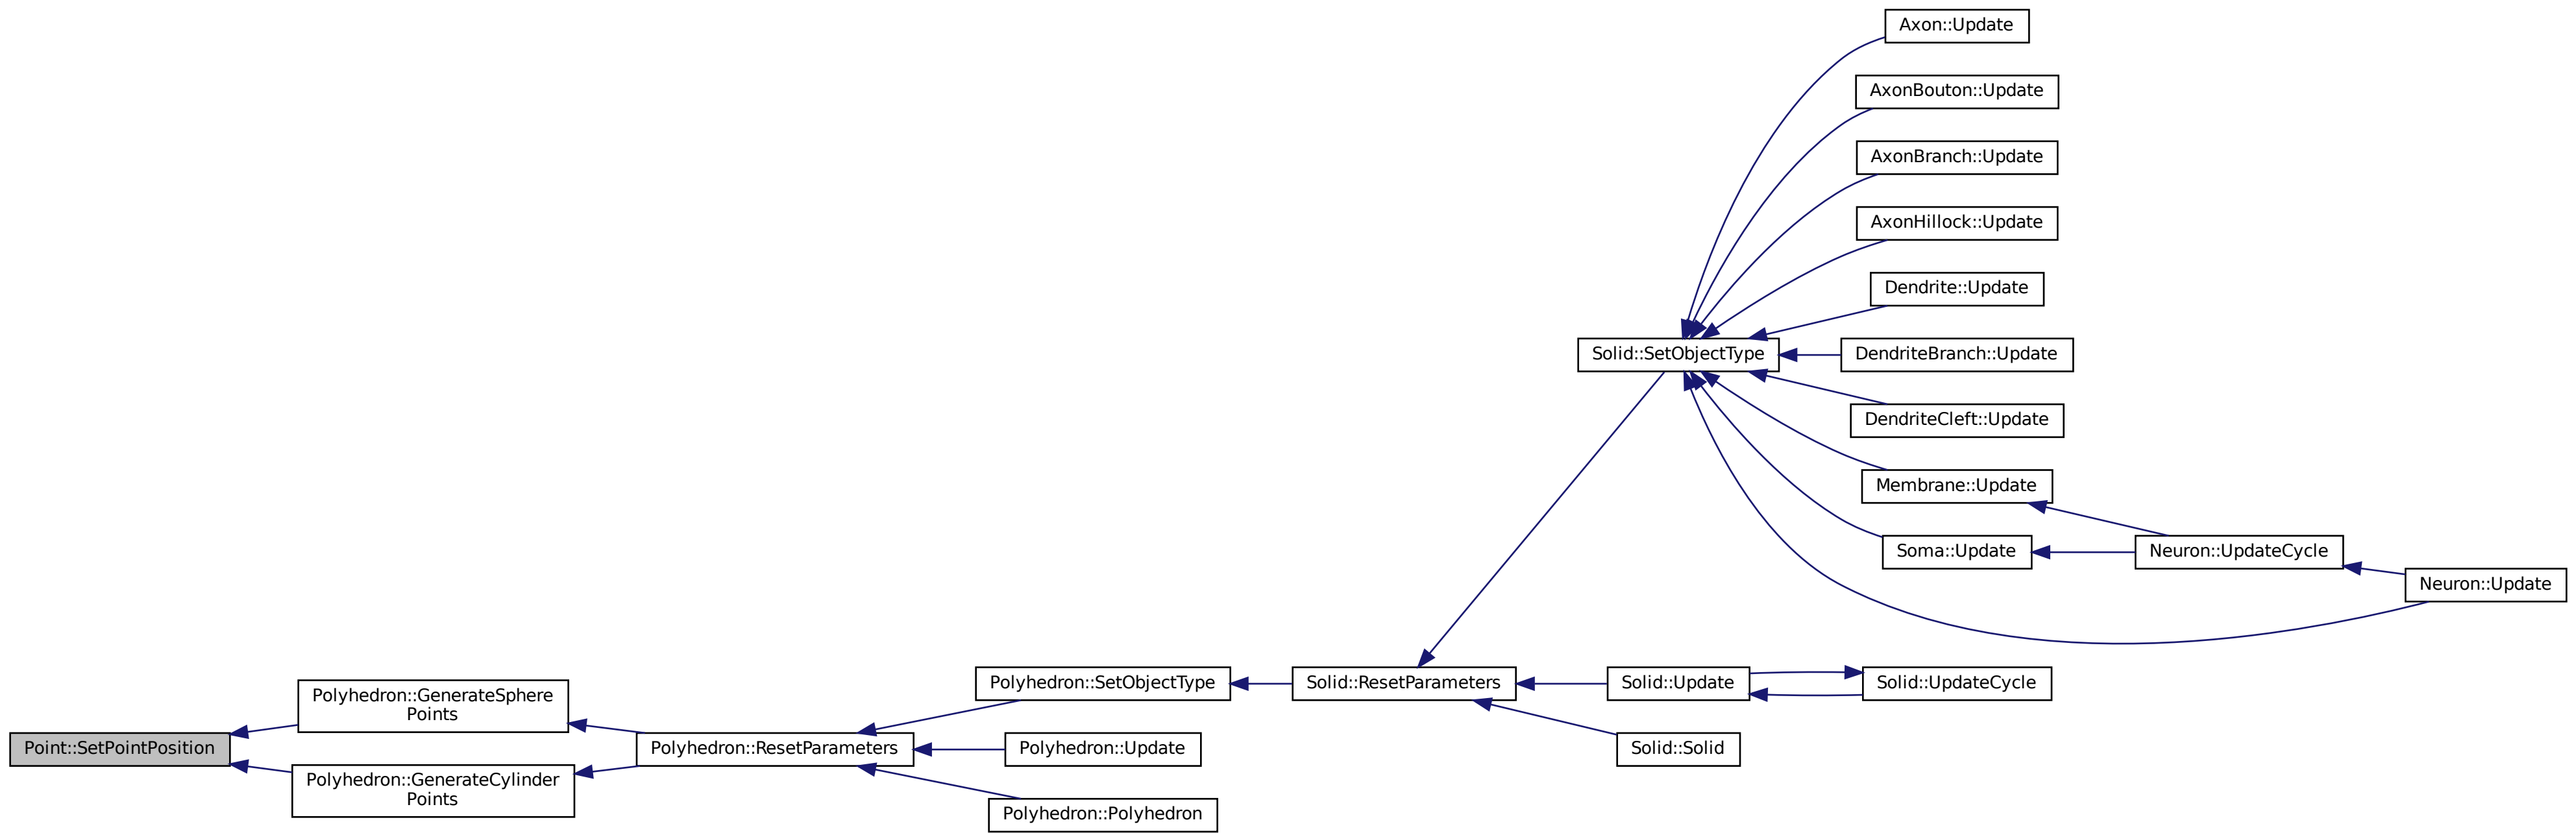 Axon::Update
AxonBouton::Update
AxonBranch::Update
AxonHillock::Update
Dendrite::Update
Solid::SetObjectType
DendriteBranch::Update
DendriteCleft::Update
Membrane::Update
Soma::Update
Neuron::UpdateCycle
Neuron::Update
Polyhedron::SetObjectType
Solid::ResetParameters
Solid::Update
Solid::UpdateCycle
Polyhedron::GenerateSphere
Points
Point::SetPointPosition
Polyhedron::ResetParameters
Polyhedron::Update
Solid::Solid
Polyhedron::GenerateCylinder
Points
Polyhedron::Polyhedron